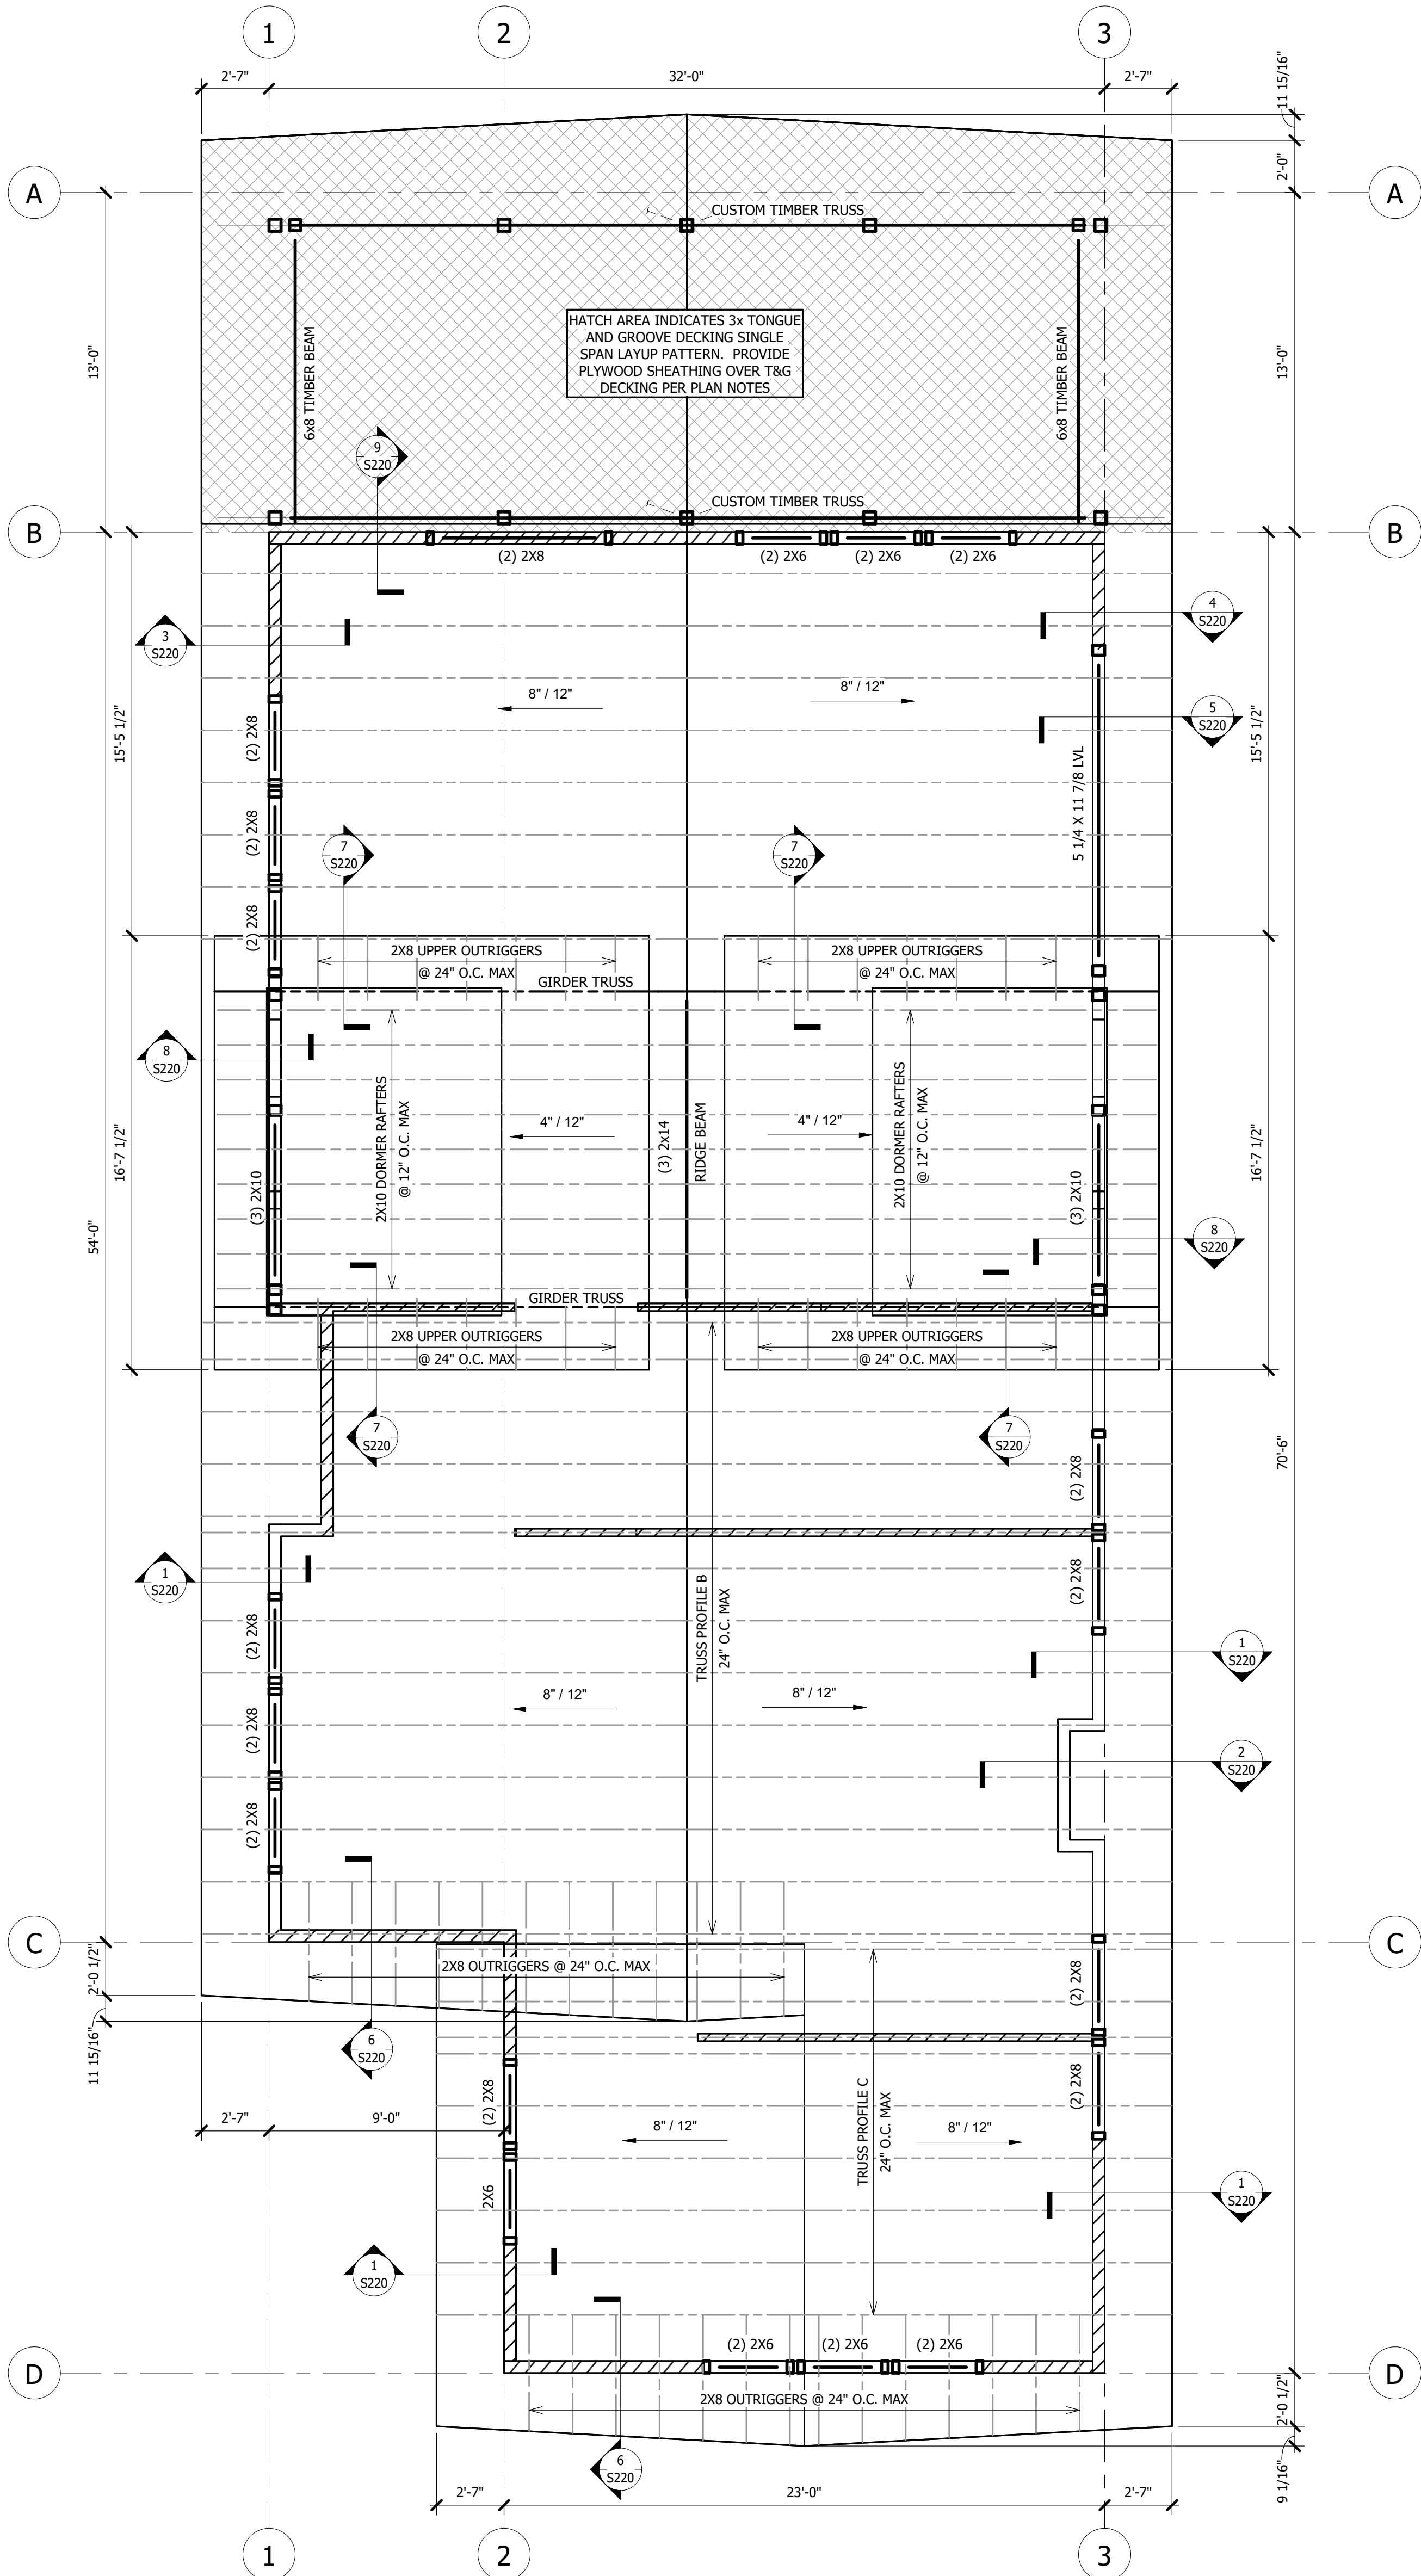 1
2
3
2'-7"
32'-0"
2'-7"
11 15/16"
2'-0"
A
A
CUSTOM TIMBER TRUSS
13'-0"
13'-0"
6x8 TIMBER BEAM
6x8 TIMBER BEAM
HATCH AREA INDICATES 3x TONGUE
AND GROOVE DECKING SINGLE
SPAN LAYUP PATTERN. PROVIDE
PLYWOOD SHEATHING OVER T&G
DECKING PER PLAN NOTES
9
S220
CUSTOM TIMBER TRUSS
B
B
(2) 2X8
(2) 2X6
(2) 2X6
(2) 2X6
3
S220
4
S220
8" / 12"
8" / 12"
5
S220
15'-5 1/2"
15'-5 1/2"
(2) 2X8
(2) 2X8
(2) 2X8
5 1/4 X 11 7/8 LVL
7
S220
7
S220
2X8 UPPER OUTRIGGERS
@ 24" O.C. MAX
2X8 UPPER OUTRIGGERS
@ 24" O.C. MAX
GIRDER TRUSS
8
S220
2X10 DORMER RAFTERS
@ 12" O.C. MAX
4" / 12"
(3) 2x14
RIDGE BEAM
4" / 12"
2X10 DORMER RAFTERS
@ 12" O.C. MAX
16'-7 1/2"
16'-7 1/2"
54'-0"
(3) 2X10
(3) 2X10
8
S220
GIRDER TRUSS
2X8 UPPER OUTRIGGERS
@ 24" O.C. MAX
2X8 UPPER OUTRIGGERS
@ 24" O.C. MAX
7
S220
7
S220
70'-6"
(2) 2X8
(2) 2X8
1
S220
TRUSS PROFILE B
24" O.C. MAX
(2) 2X8
(2) 2X8
(2) 2X8
1
S220
8" / 12"
8" / 12"
2
S220
C
C
2'-0 1/2"
11 15/16"
2X8 OUTRIGGERS @ 24" O.C. MAX
(2) 2X8
6
S220
(2) 2X8
(2) 2X8
TRUSS PROFILE C
24" O.C. MAX
2'-7"
9'-0"
8" / 12"
8" / 12"
2X6
1
S220
1
S220
(2) 2X6
(2) 2X6
(2) 2X6
D
D
2X8 OUTRIGGERS @ 24" O.C. MAX
2'-0 1/2"
9 1/16"
6
S220
2'-7"
23'-0"
2'-7"
1
2
3